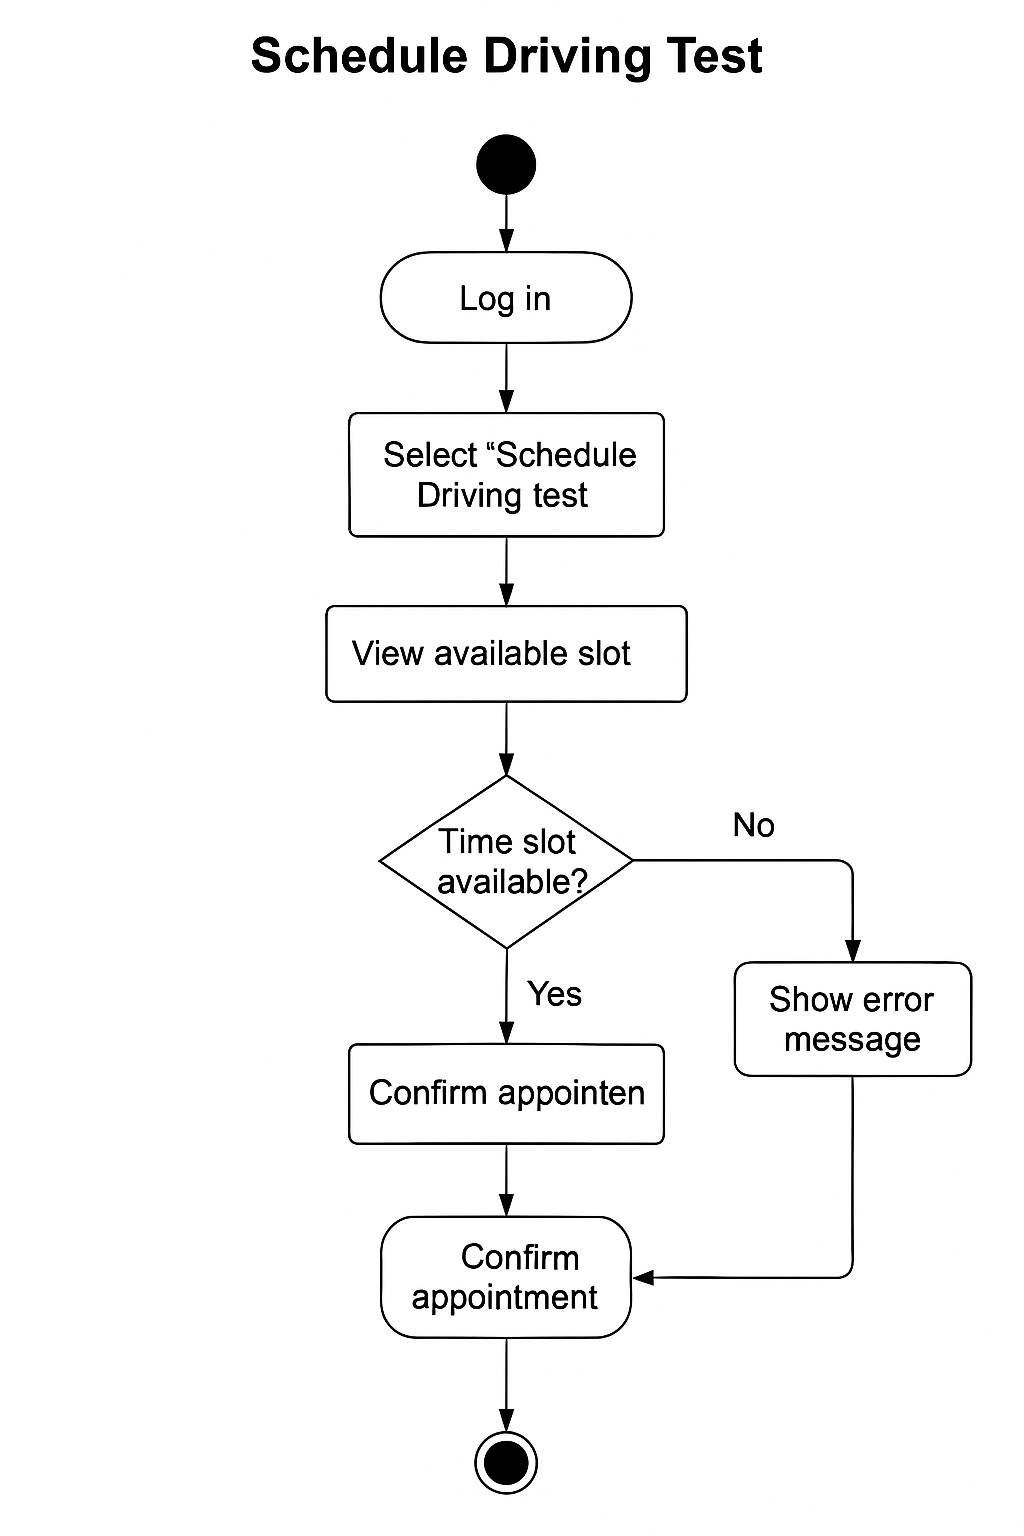 Schedule Driving Test
Log in
Select “Schedule
Driving test
View available slot
Time slot
available?
No
Yes
Show error
message
Confirm appointen
Confirm
appointment